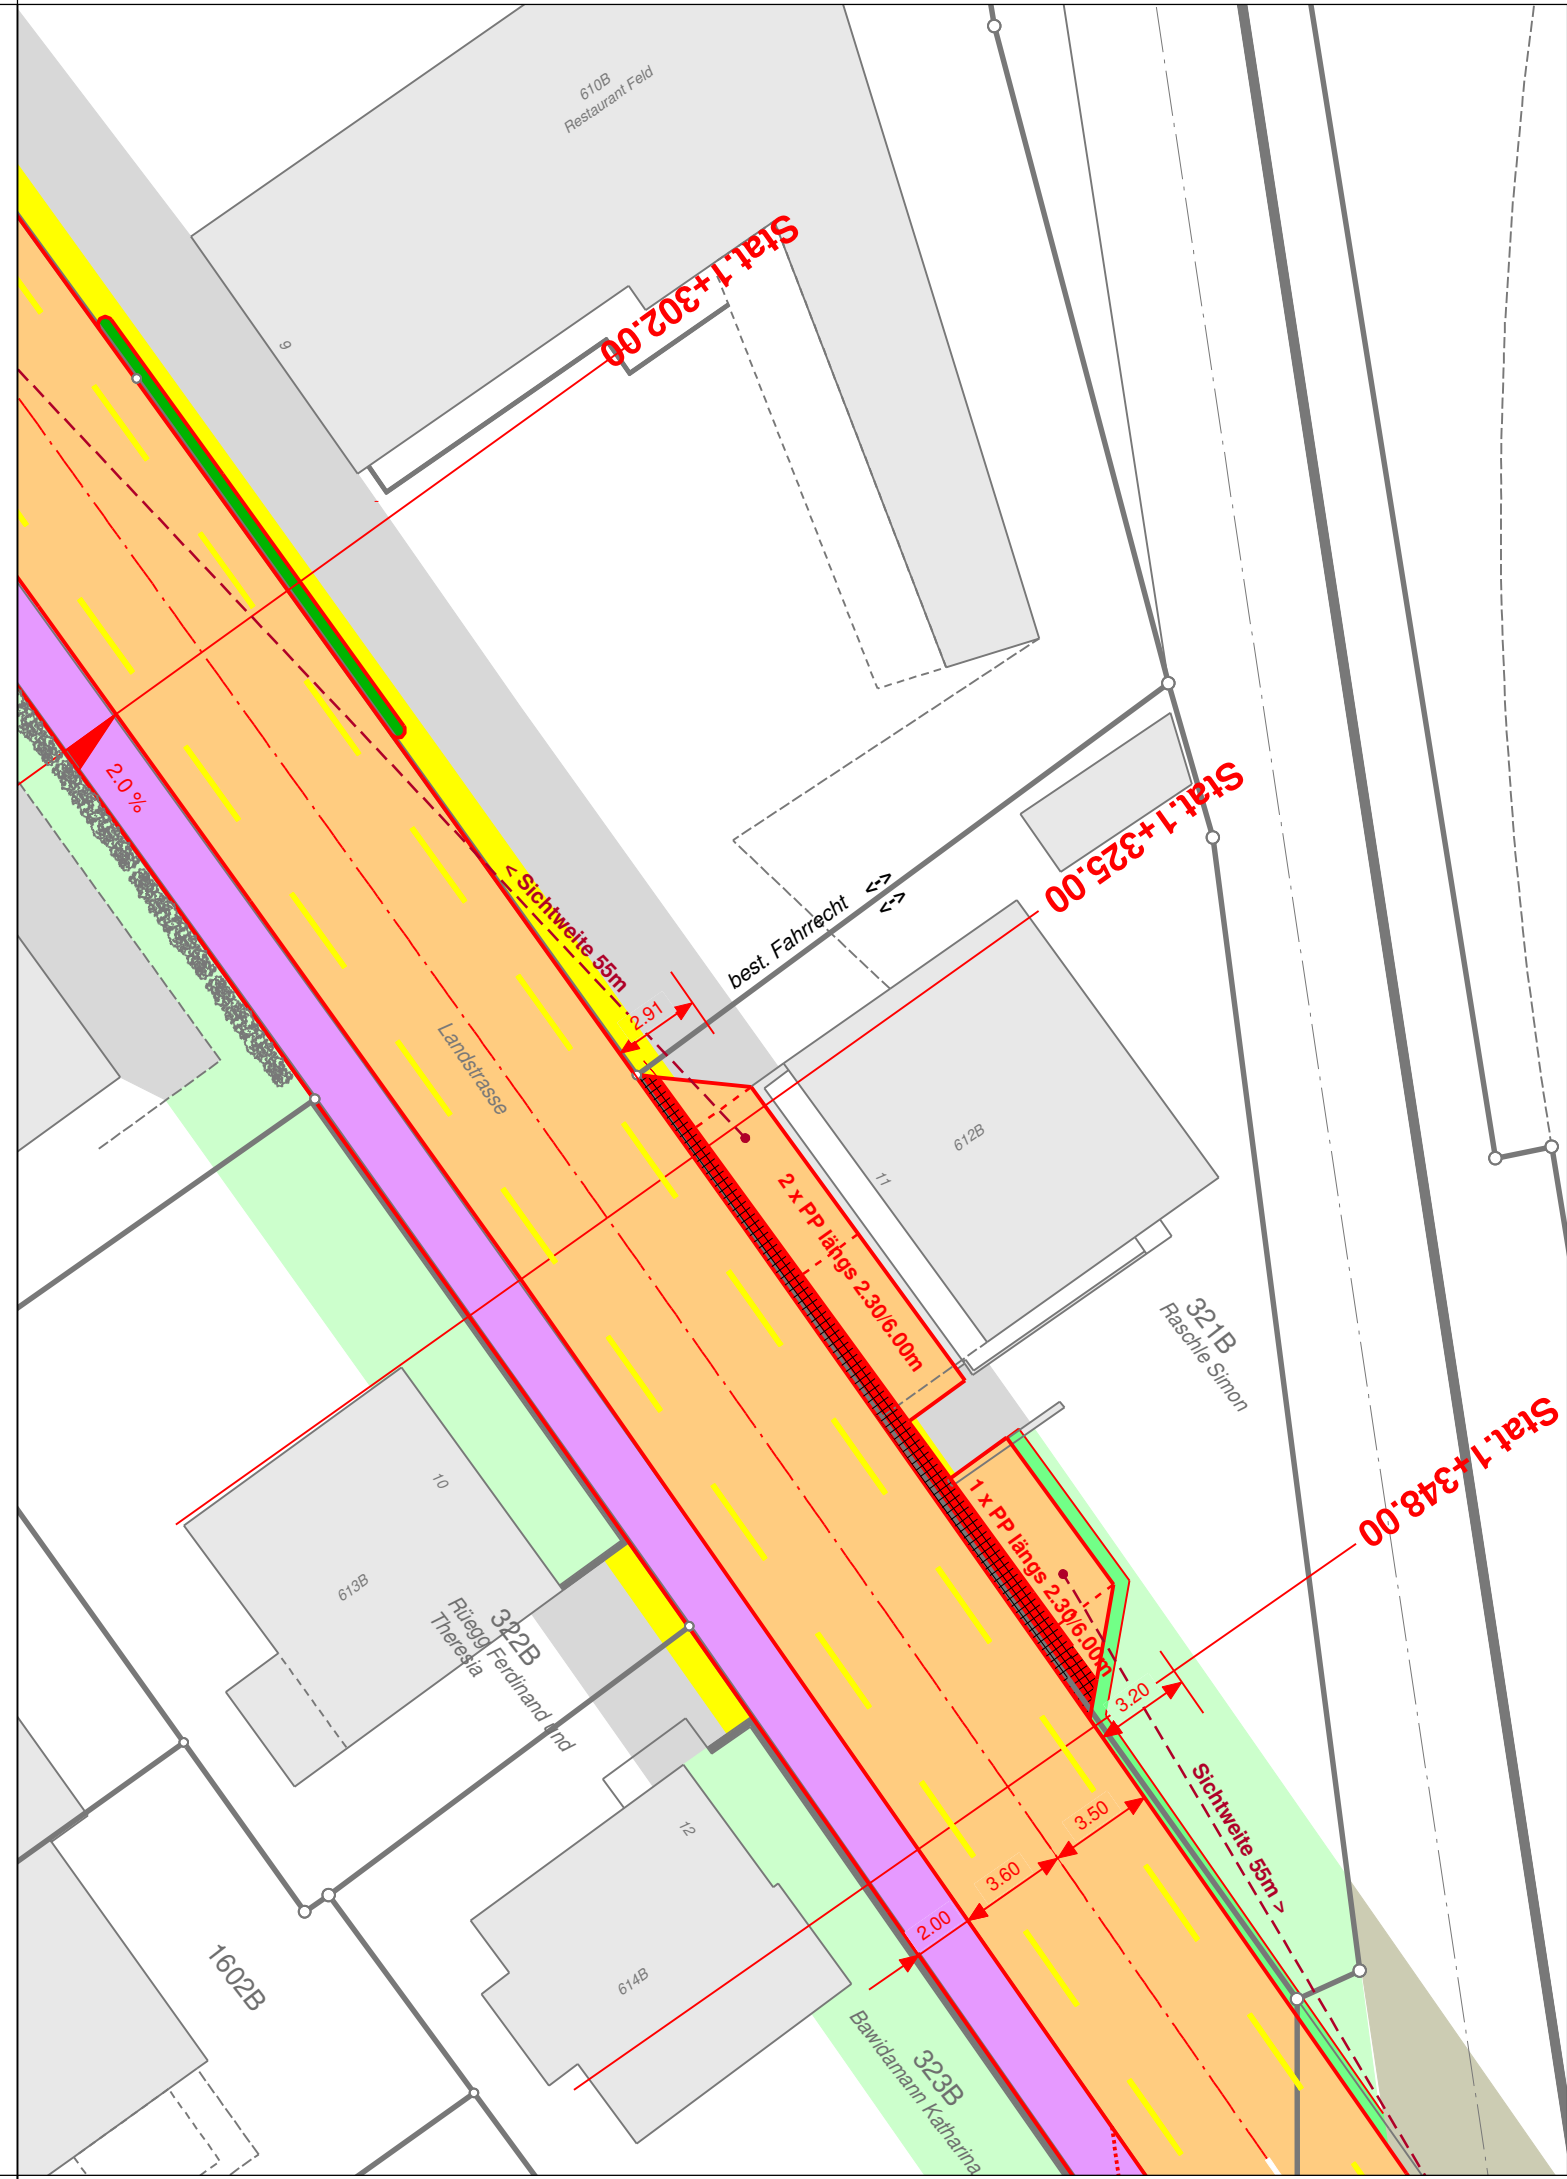 610B
Restaurant Feld
Stat.1+302.00
9
2.0 %
Stat.1+325.00
< Sichtweite 55m
best. Fahrrecht
<->
<->
2.91
Landstrasse
612B
11
2 x PP längs 2.30/6.00m
321B
Raschle Simon
Stat.1+348.00
10
613B
1 x PP längs 2.30/6.00m
322B
Rüegg Ferdinand und
Theresia
3.20
Sichtweite 55m >
3.50
3.60
2.00
12
614B
1602B
323B
Bawidamann Katharina